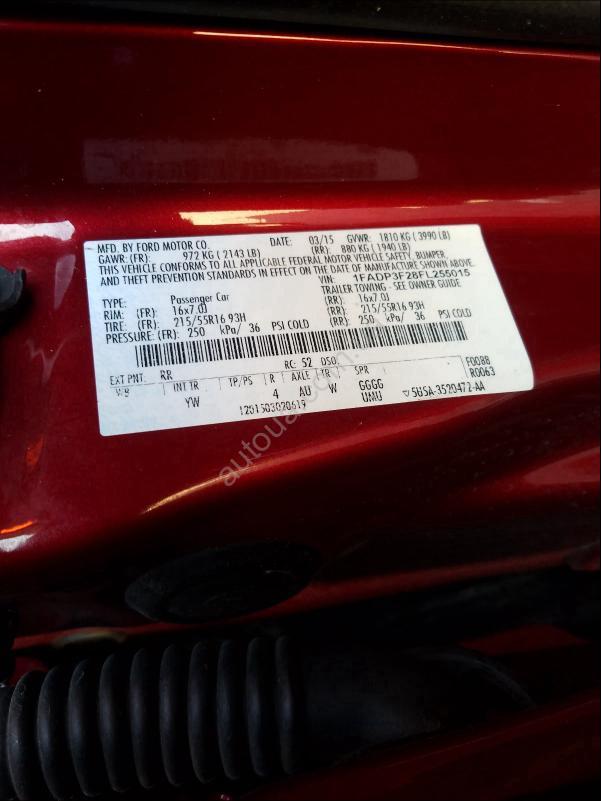 MFD. BY FORD MOTOR CO.
DATE: 03/15 GVWR: 1810 KG ( 3990 LB)
GAWR: (FR): 972 KG ( 2143 LB) (RR): 880 KG (1940 LB)
THIS VEHICLE CONFORMS TO ALL APPLICABLE FEDERAL MOTOR VEHICLE SAFETY, BUMPER,
AND THEFT PREVENTION STANDARDS IN EFFECT ON THE DATE OF MANUFACTURE SHOWN ABOVE
VIN: 1FADP3F28FL255015
TYPE: Passenger Car TRAILER TOWING - SEE OWNER GUIDE
RIM: (FR): 16x7.0J (RR): 16x7.0J
TIRE: (FR): 215/55R16 93H (RR): 215/55R16 93H
PRESSURE: (FR): 250 kPa/ 36 PSI COLD (RR): 250 kPa/ 36 PSI COLD
EXT PNT: RR RC: 52 DSO: F0088
WB INT TR TP/PS R AXLE TR SPR R0063
YW 4 AU W GGGG
1201503020619 UMU 5U5A-3520472-AA